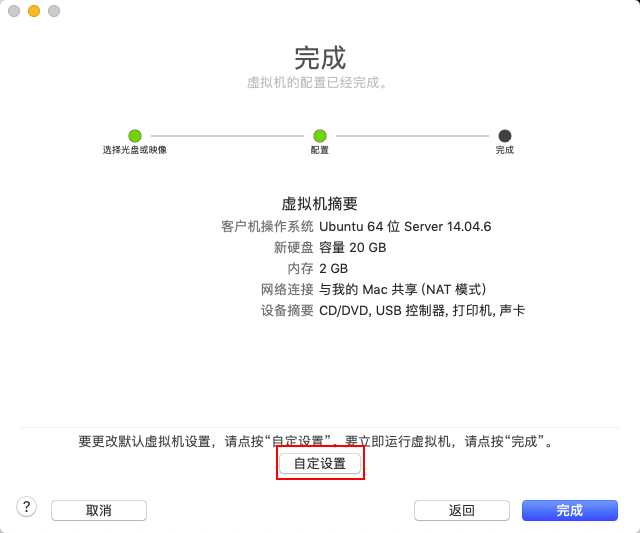 完成
虚拟机的配置已经完成。
选择光盘或映像 配置 完成
虚拟机摘要
客户机操作系统 Ubuntu 64 位 Server 14.04.6
新硬盘 容量 20 GB
内存 2 GB
网络连接 与我的 Mac 共享 (NAT 模式)
设备摘要 CD/DVD, USB 控制器, 打印机, 声卡
要更改默认虚拟机设置，请点按“自定设置”。要立即运行虚拟机，请点按“完成”。
自定设置
? 取消 返回 完成